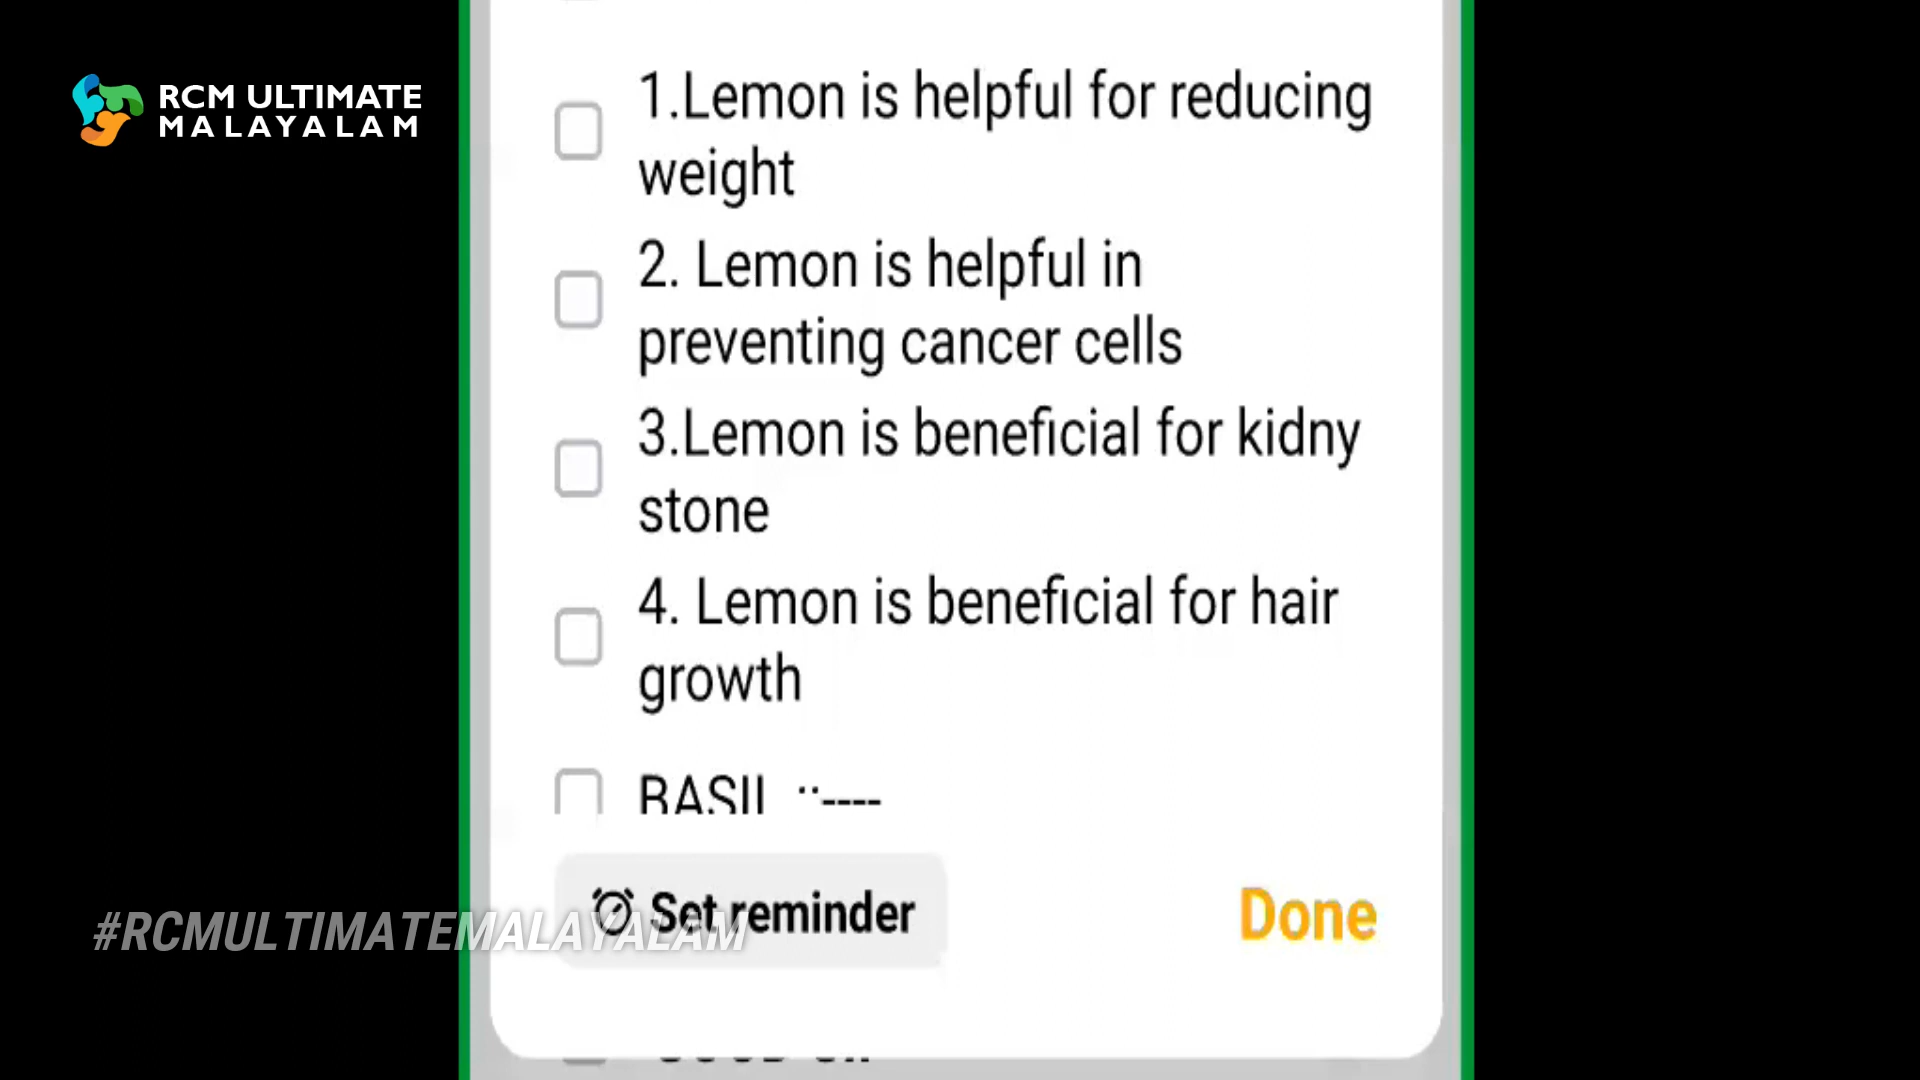 RCM ULTIMATE
MALAYALAM
1.Lemon is helpful for reducing
weight
2. Lemon is helpful in
preventing cancer cells
3.Lemon is beneficial for kidny
stone
4. Lemon is beneficial for hair
growth
BASIL
Set reminder
Done
#RCMULTIMATEMALAYALAM